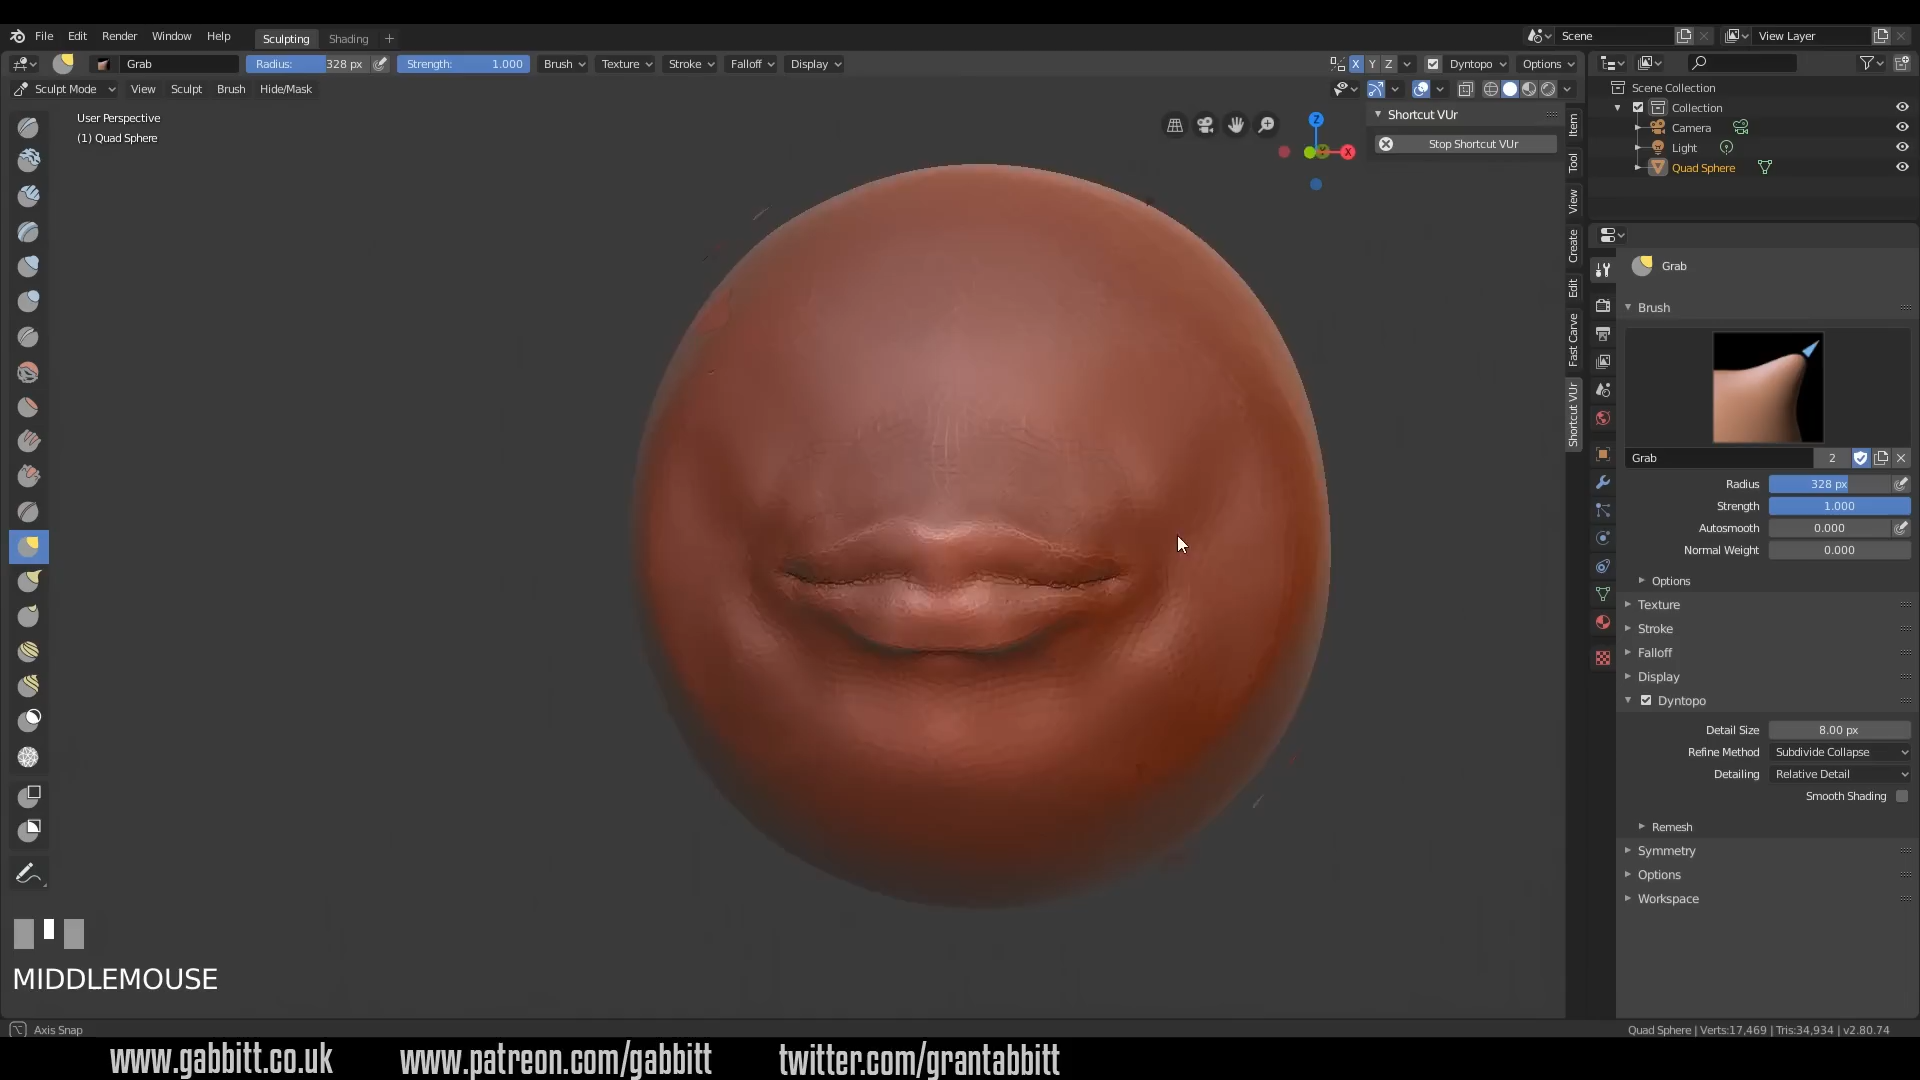 File Edit Render Window Help Sculpting Shading + Scene View Layer
Grab Radius: 328 px Strength: 1.000 Brush Texture Stroke Falloff Display X Y Z Dyntopo Options
Sculpt Mode View Sculpt Brush Hide/Mask
User Perspective
(1) Quad Sphere
Z
X
Shortcut VUr
Stop Shortcut VUr
Item
Tool
View
Create
Edit
Fast Carve
Shortcut VUr
Scene Collection
Collection
Camera
Light
Quad Sphere
Grab
Brush
Grab 2
Radius 328 px
Strength 1.000
Autosmooth 0.000
Normal Weight 0.000
Options
Texture
Stroke
Falloff
Display
Dyntopo
Detail Size 8.00 px
Refine Method Subdivide Collapse
Detailing Relative Detail
Smooth Shading
Remesh
Symmetry
Options
Workspace
MIDDLEMOUSE
Axis Snap
Quad Sphere | Verts:17,469 | Tris:34,934 | v2.80.74
www.gabbitt.co.uk www.patreon.com/gabbitt twitter.com/grantabbitt